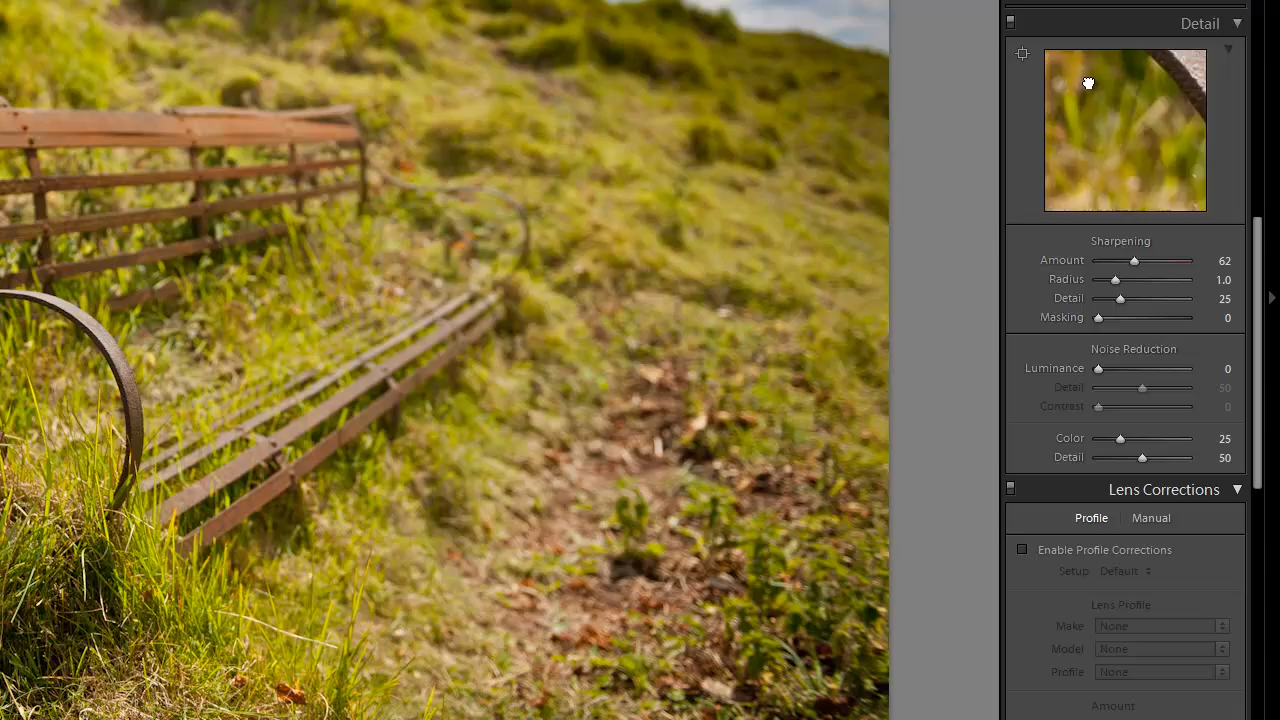 Detail
Sharpening
Amount 62
Radius 1.0
Detail 25
Masking 0
Noise Reduction
Luminance 0
Detail 50
Contrast 0
Color 25
Detail 50
Lens Corrections
Profile Manual
Enable Profile Corrections
Setup Default
Lens Profile
Make None
Model None
Profile None
Amount